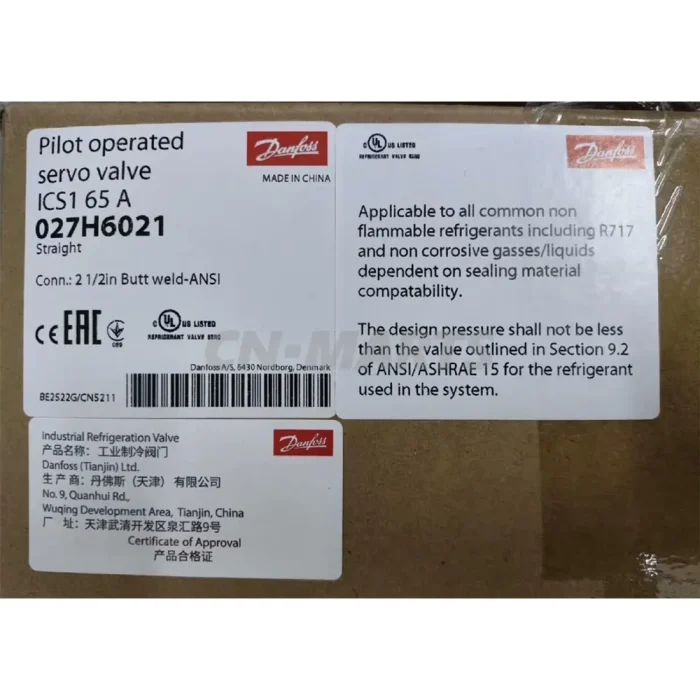 Pilot operated
servo valve
ICS1 65 A
027H6021
Straight
Conn.: 2 1/2in Butt weld-ANSI
Danfoss
MADE IN CHINA
CE EAC
089
UL US LISTED
REFRIGERANT VALVE
Danfoss A/S, 6430 Nordborg, Denmark
BE2522G/CN5211
UL US LISTED
REFRIGERANT VALVE
Danfoss
Applicable to all common non
flammable refrigerants including R717
and non corrosive gasses/liquids
dependent on sealing material
compatability.
The design pressure shall not be less
than the value outlined in Section 9.2
of ANSI/ASHRAE 15 for the refrigerant
used in the system.
Industrial Refrigeration Valve
产品名称：工业制冷阀门
Danfoss (Tianjin) Ltd.
生 产 商：丹佛斯（天津）有限公司
No. 9, Quanhui Rd.,
Wuqing Development Area, Tianjin, China
厂 址：天津武清开发区泉汇路9号
Certificate of Approval
产品合格证
Danfoss